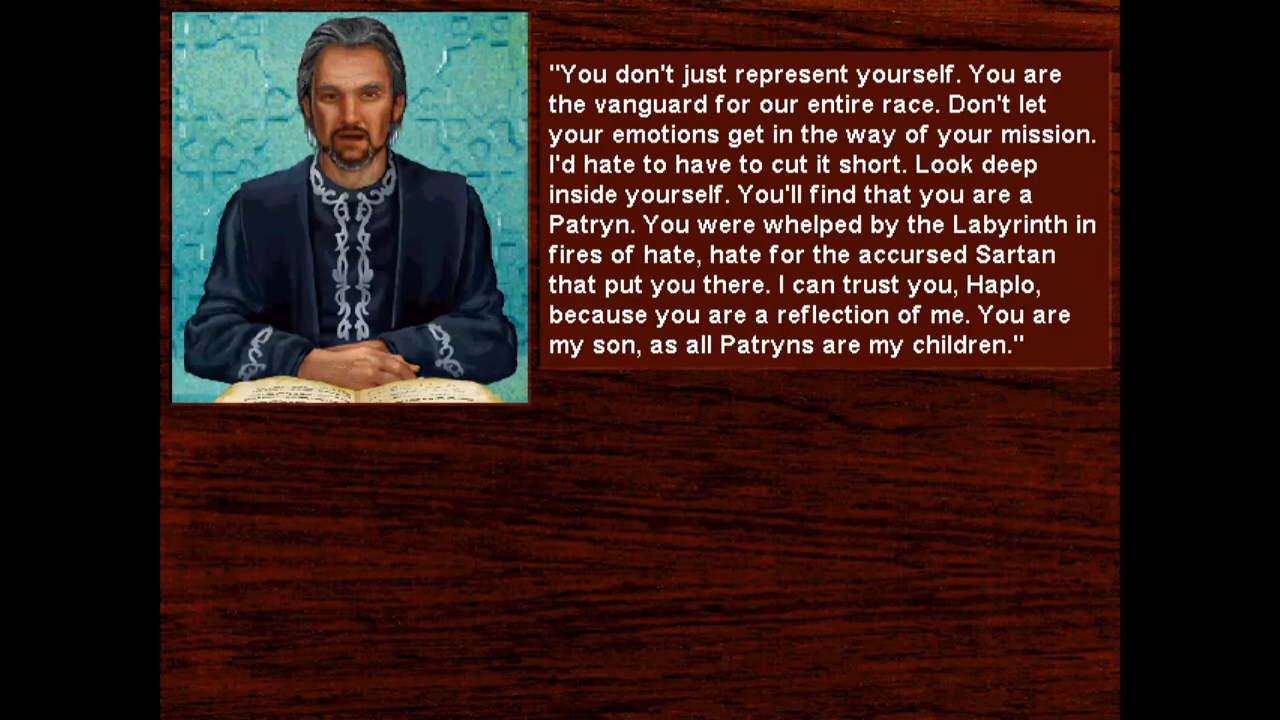 "You don't just represent yourself. You are
the vanguard for our entire race. Don't let
your emotions get in the way of your mission.
I'd hate to have to cut it short. Look deep
inside yourself. You'll find that you are a
Patryn. You were whelped by the Labyrinth in
fires of hate, hate for the accursed Sartan
that put you there. I can trust you, Haplo,
because you are a reflection of me. You are
my son, as all Patryns are my children."